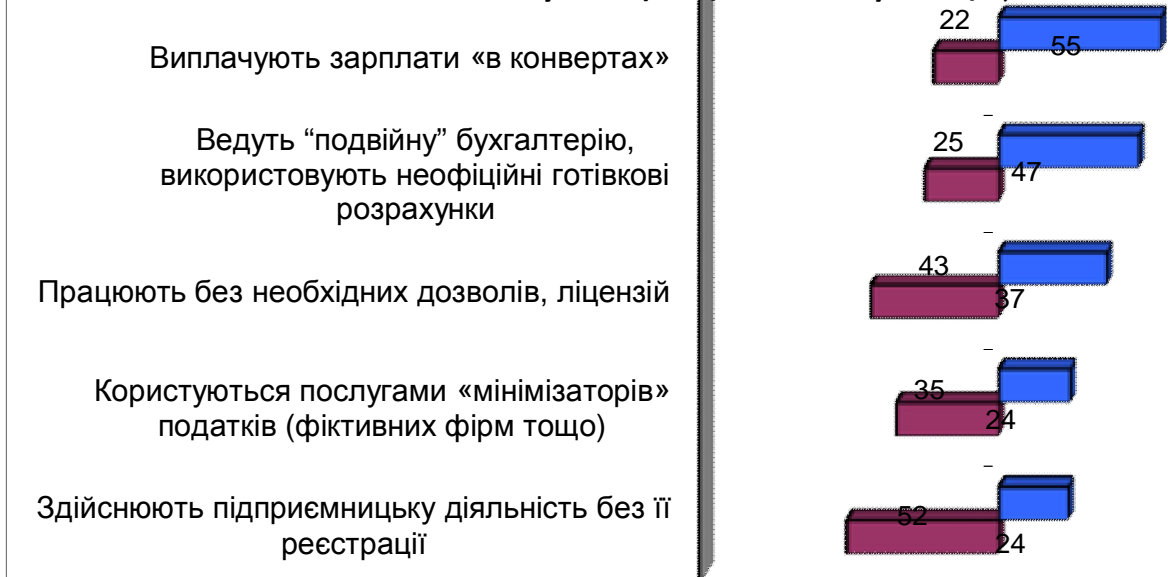 22
55
Виплачують зарплати «в конвертах»
Ведуть “подвійну” бухгалтерію,
використовують неофіційні готівкові
розрахунки
25
47
Працюють без необхідних дозволів, ліцензій
43
37
Користуються послугами «мінімізаторів»
податків (фіктивних фірм тощо)
35
24
Здійснюють підприємницьку діяльність без її
реєстрації
52
24